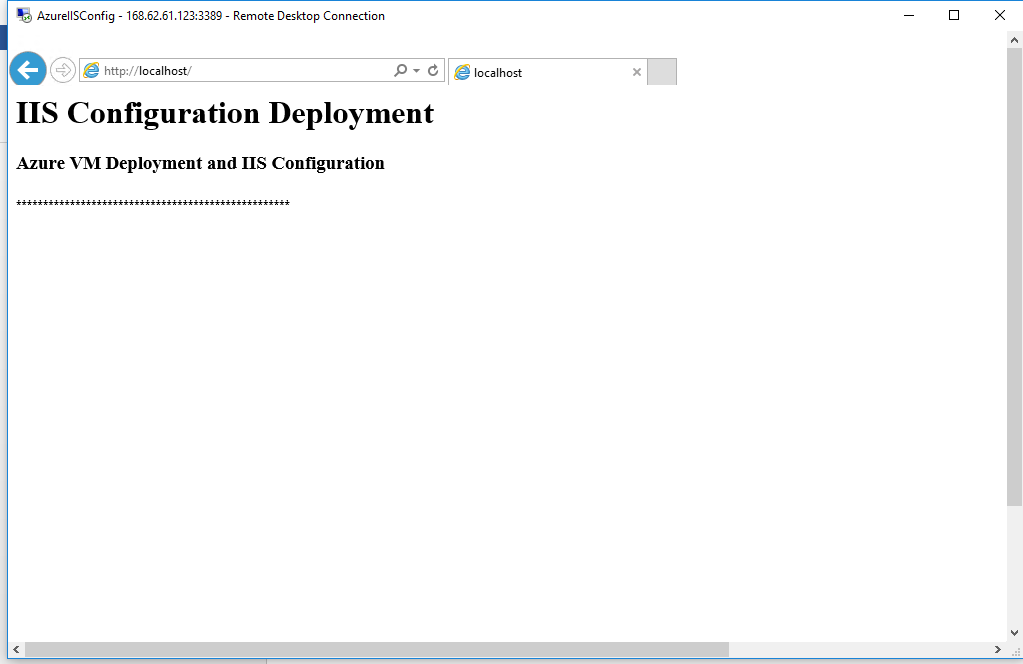 AzureIISConfig - 168.62.61.123:3389 - Remote Desktop Connection
http://localhost/
localhost
IIS Configuration Deployment
Azure VM Deployment and IIS Configuration
***************************************************